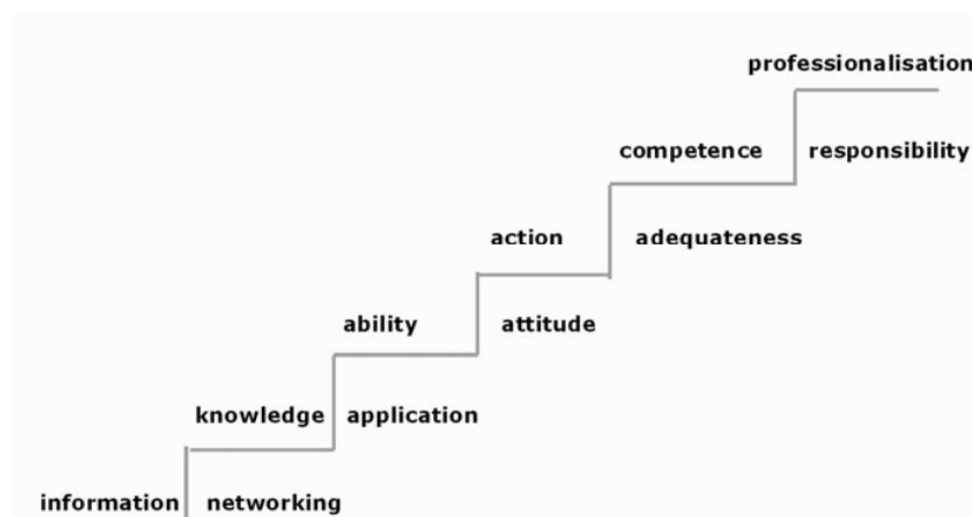 professionalisation
competence responsibility
action adequateness
ability attitude
knowledge application
information networking